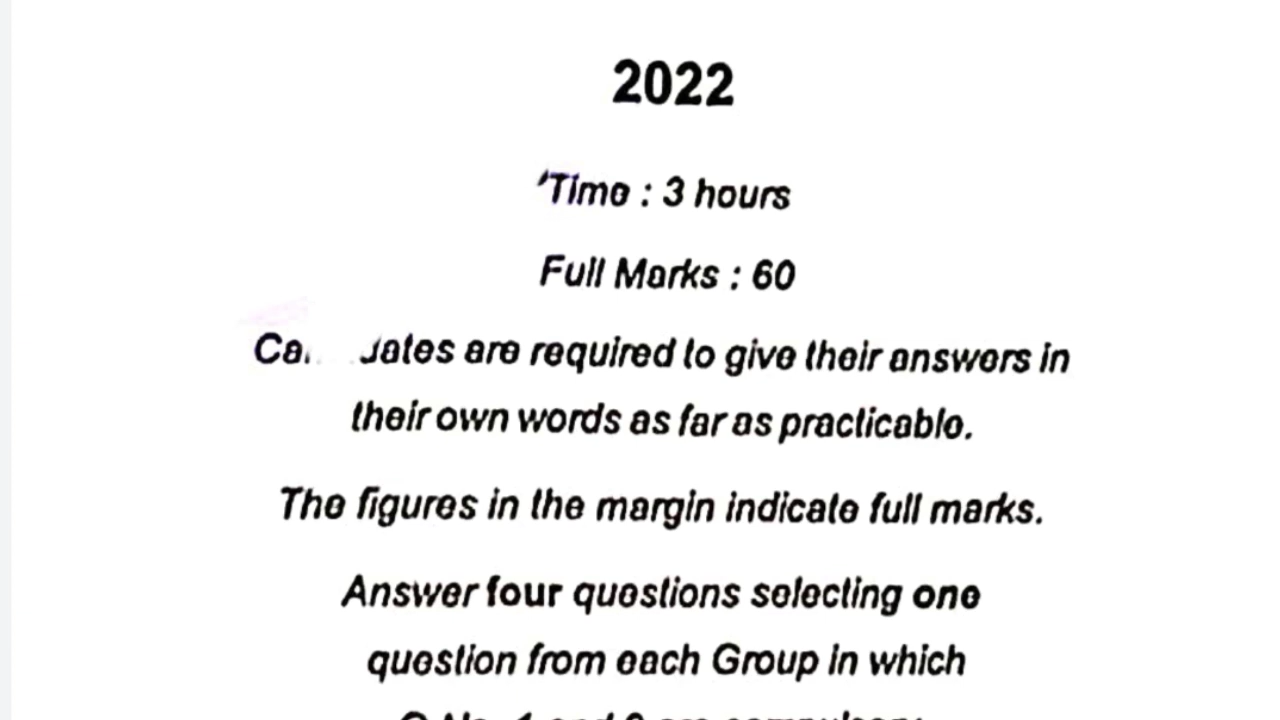 2022
Time : 3 hours
Full Marks : 60
are required to give their answers in
their own words as far as practicable.
The figures in the margin indicate full marks.
Answer four questions selecting one
question from each Group in which